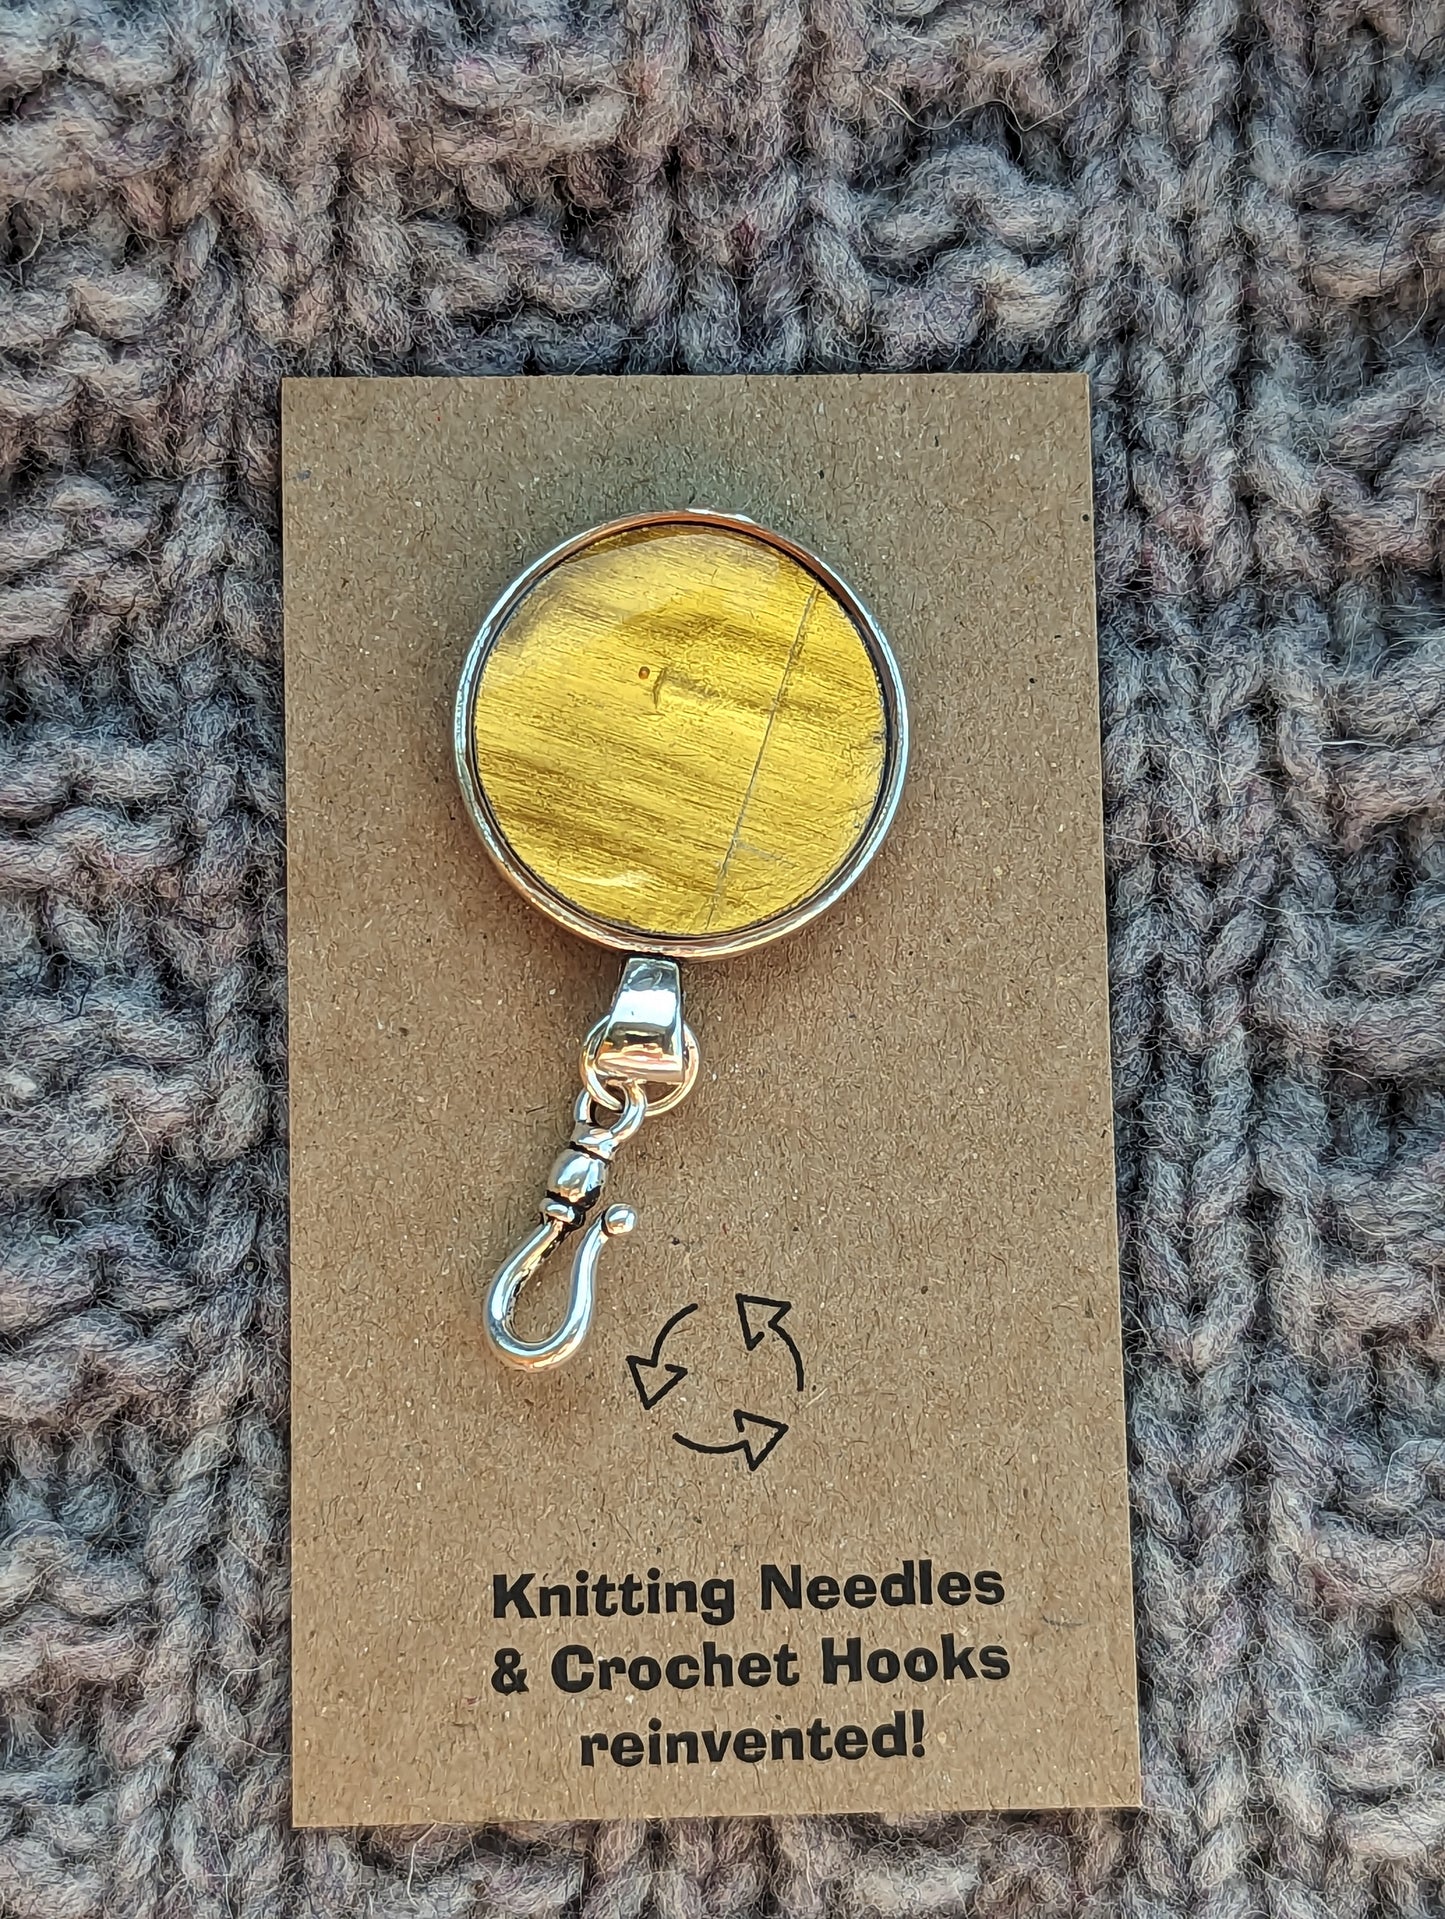 Knitting Needles
& Crochet Hooks
reinvented!